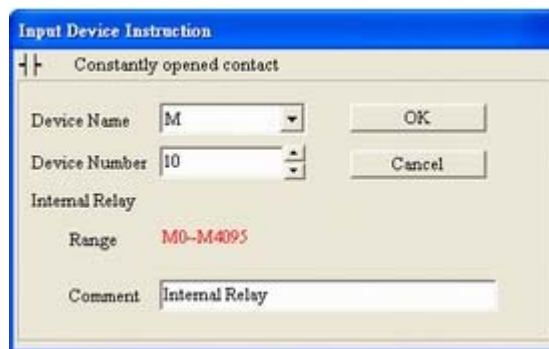 Input Device Instruction
Constantly opened contact
Device Name M OK
Device Number 10 Cancel
Internal Relay
Range M0~M4095
Comment Internal Relay